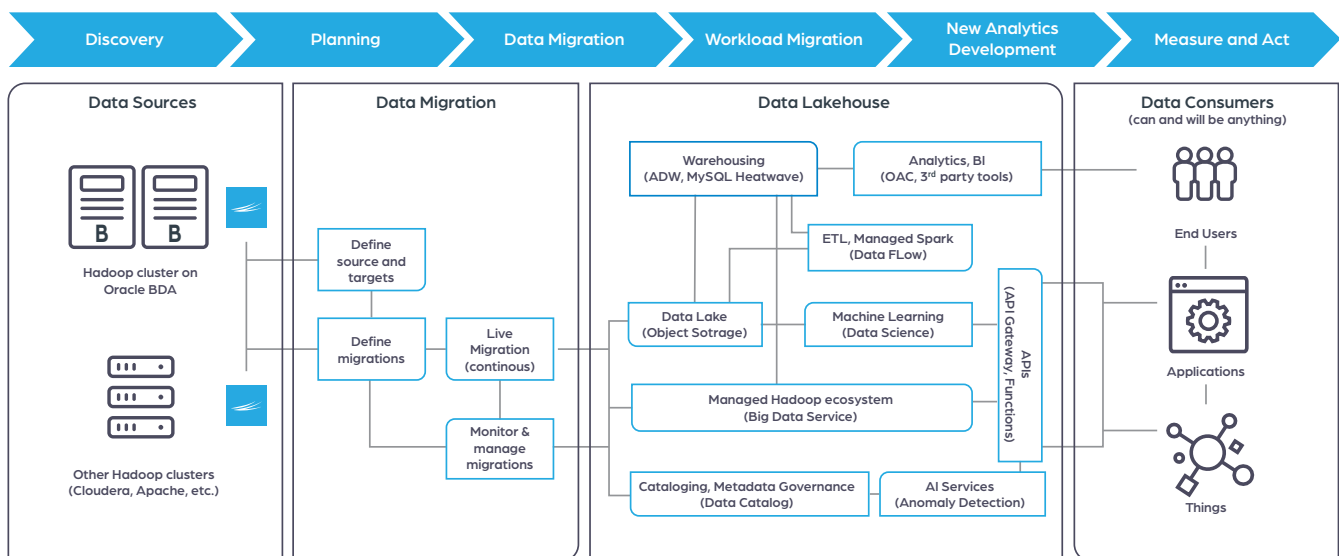 Discovery
Planning
Data Migration
Workload Migration
New Analytics
Development
Measure and Act
Data Sources
B
B
Hadoop cluster on
Oracle BDA
Other Hadoop clusters
(Cloudera, Apache, etc.)
Data Migration
Define
source and
targets
Define
migrations
Live
Migration
(continous)
Monitor &
manage
migrations
Data Lakehouse
Warehousing
(ADW, MySQL Heatwave)
Analytics, BI
(OAC, 3rd party tools)
ETL, Managed Spark
(Data FLow)
Data Lake
(Object Sotrage)
Machine Learning
(Data Science)
Managed Hadoop ecosystem
(Big Data Service)
APIs
(API Gateway, Functions)
Cataloging, Metadata Governance
(Data Catalog)
AI Services
(Anomaly Detection)
Data Consumers
(can and will be anything)
End Users
Applications
Things